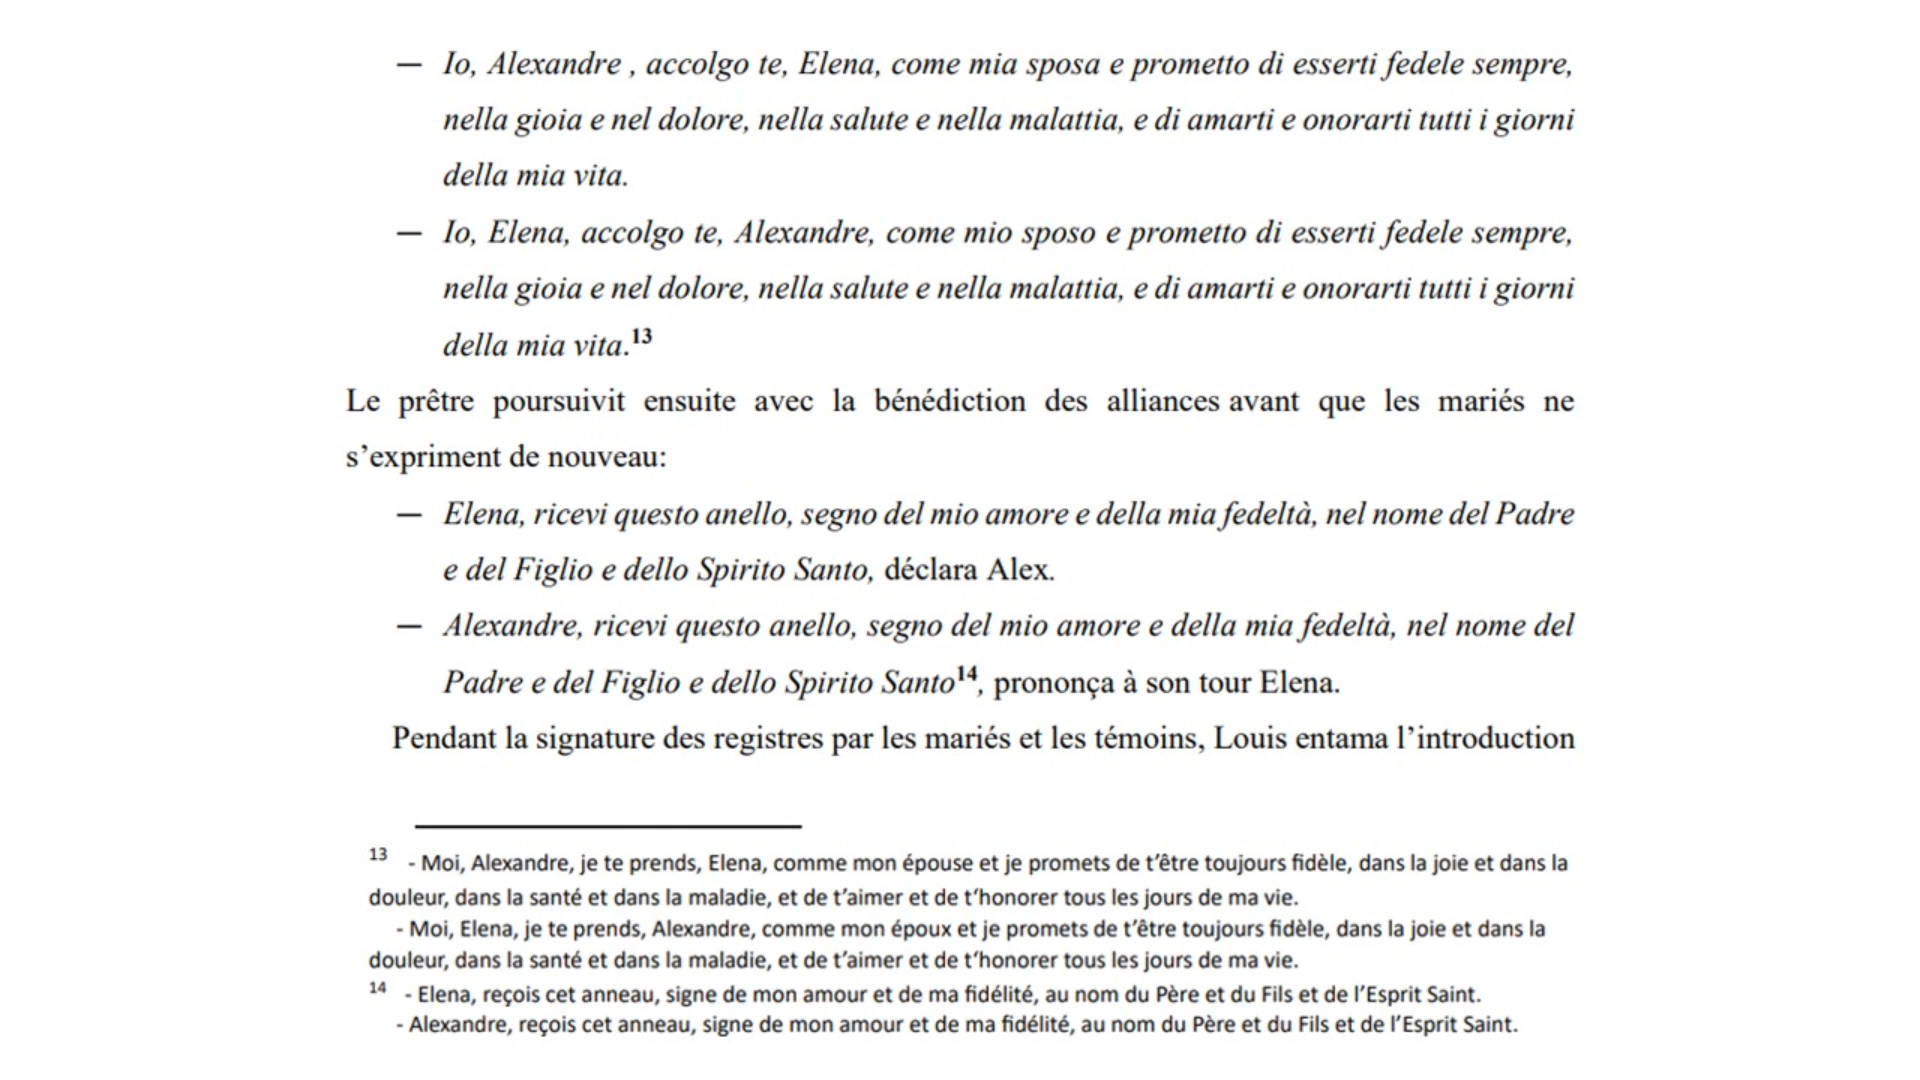 — Io, Alexandre , accolgo te, Elena, come mia sposa e prometto di esserti fedele sempre,
nella gioia e nel dolore, nella salute e nella malattia, e di amarti e onorarti tutti i giorni
della mia vita.
— Io, Elena, accolgo te, Alexandre, come mio sposo e prometto di esserti fedele sempre,
nella gioia e nel dolore, nella salute e nella malattia, e di amarti e onorarti tutti i giorni
della mia vita.13
Le prêtre poursuivit ensuite avec la bénédiction des alliances avant que les mariés ne
s’expriment de nouveau:
— Elena, ricevi questo anello, segno del mio amore e della mia fedeltà, nel nome del Padre
e del Figlio e dello Spirito Santo, déclara Alex.
— Alexandre, ricevi questo anello, segno del mio amore e della mia fedeltà, nel nome del
Padre e del Figlio e dello Spirito Santo14, prononça à son tour Elena.
Pendant la signature des registres par les mariés et les témoins, Louis entama l’introduction
13 - Moi, Alexandre, je te prends, Elena, comme mon épouse et je promets de t’être toujours fidèle, dans la joie et dans la
douleur, dans la santé et dans la maladie, et de t’aimer et de t‘honorer tous les jours de ma vie.
- Moi, Elena, je te prends, Alexandre, comme mon époux et je promets de t’être toujours fidèle, dans la joie et dans la
douleur, dans la santé et dans la maladie, et de t’aimer et de t‘honorer tous les jours de ma vie.
14 - Elena, reçois cet anneau, signe de mon amour et de ma fidélité, au nom du Père et du Fils et de l’Esprit Saint.
- Alexandre, reçois cet anneau, signe de mon amour et de ma fidélité, au nom du Père et du Fils et de l’Esprit Saint.